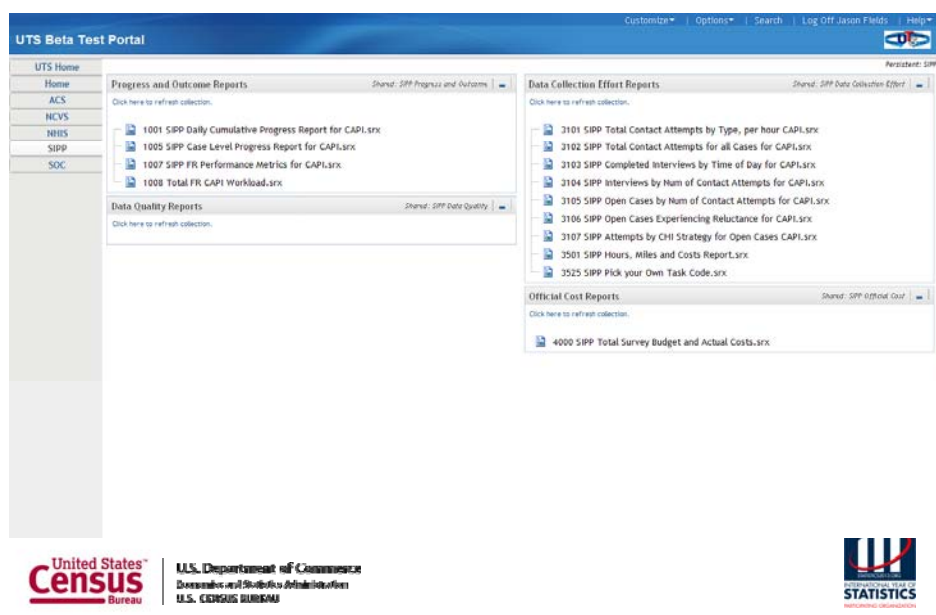 Customize | Options | Search | Log Off Jason Fields | Help
UTS Beta Test Portal
UTS
UTS Home
Home
ACS
NCVS
NHIS
SIPP
SOC
Persistent: SIPP
Progress and Outcome Reports Shared: SIPP Progress and Outcome
Click here to refresh collection.
1001 SIPP Daily Cumulative Progress Report for CAPI.srx
1005 SIPP Case Level Progress Report for CAPI.srx
1007 SIPP FR Performance Metrics for CAPI.srx
1008 Total FR CAPI Workload.srx
Data Quality Reports Shared: SIPP Data Quality
Click here to refresh collection.
Data Collection Effort Reports Shared: SIPP Data Collection Effort
Click here to refresh collection.
3101 SIPP Total Contact Attempts by Type, per hour CAPI.srx
3102 SIPP Total Contact Attempts for all Cases for CAPI.srx
3103 SIPP Completed Interviews by Time of Day for CAPI.srx
3104 SIPP Interviews by Num of Contact Attempts for CAPI.srx
3105 SIPP Open Cases by Num of Contact Attempts for CAPI.srx
3106 SIPP Open Cases Experiencing Reluctance for CAPI.srx
3107 SIPP Attempts by CHI Strategy for Open Cases CAPI.srx
3501 SIPP Hours, Miles and Costs Report.srx
3525 SIPP Pick your Own Task Code.srx
Official Cost Reports Shared: SIPP Official Cost
Click here to refresh collection.
4000 SIPP Total Survey Budget and Actual Costs.srx
United States™
Census
Bureau
U.S. Department of Commerce
Economics and Statistics Administration
U.S. CENSUS BUREAU
INTERNATIONAL YEAR OF
STATISTICS
PARTICIPATING ORGANIZATION